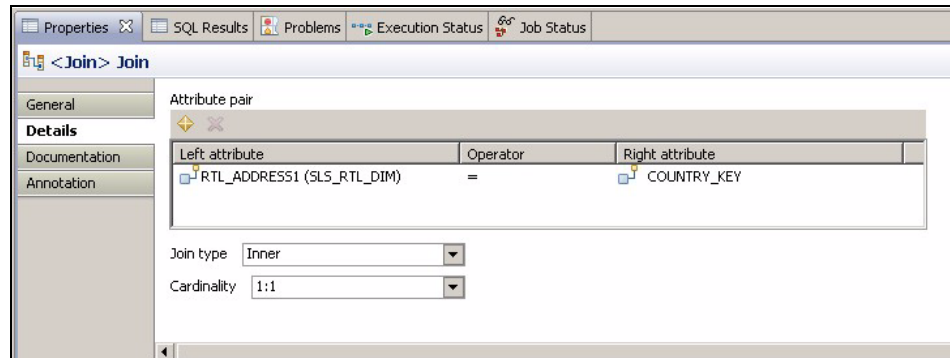 Properties SQL Results Problems Execution Status Job Status
<Join> Join
General
Details
Documentation
Annotation
Attribute pair
Left attribute Operator Right attribute
RTL_ADDRESS1 (SLS_RTL_DIM) = COUNTRY_KEY
Join type Inner
Cardinality 1:1